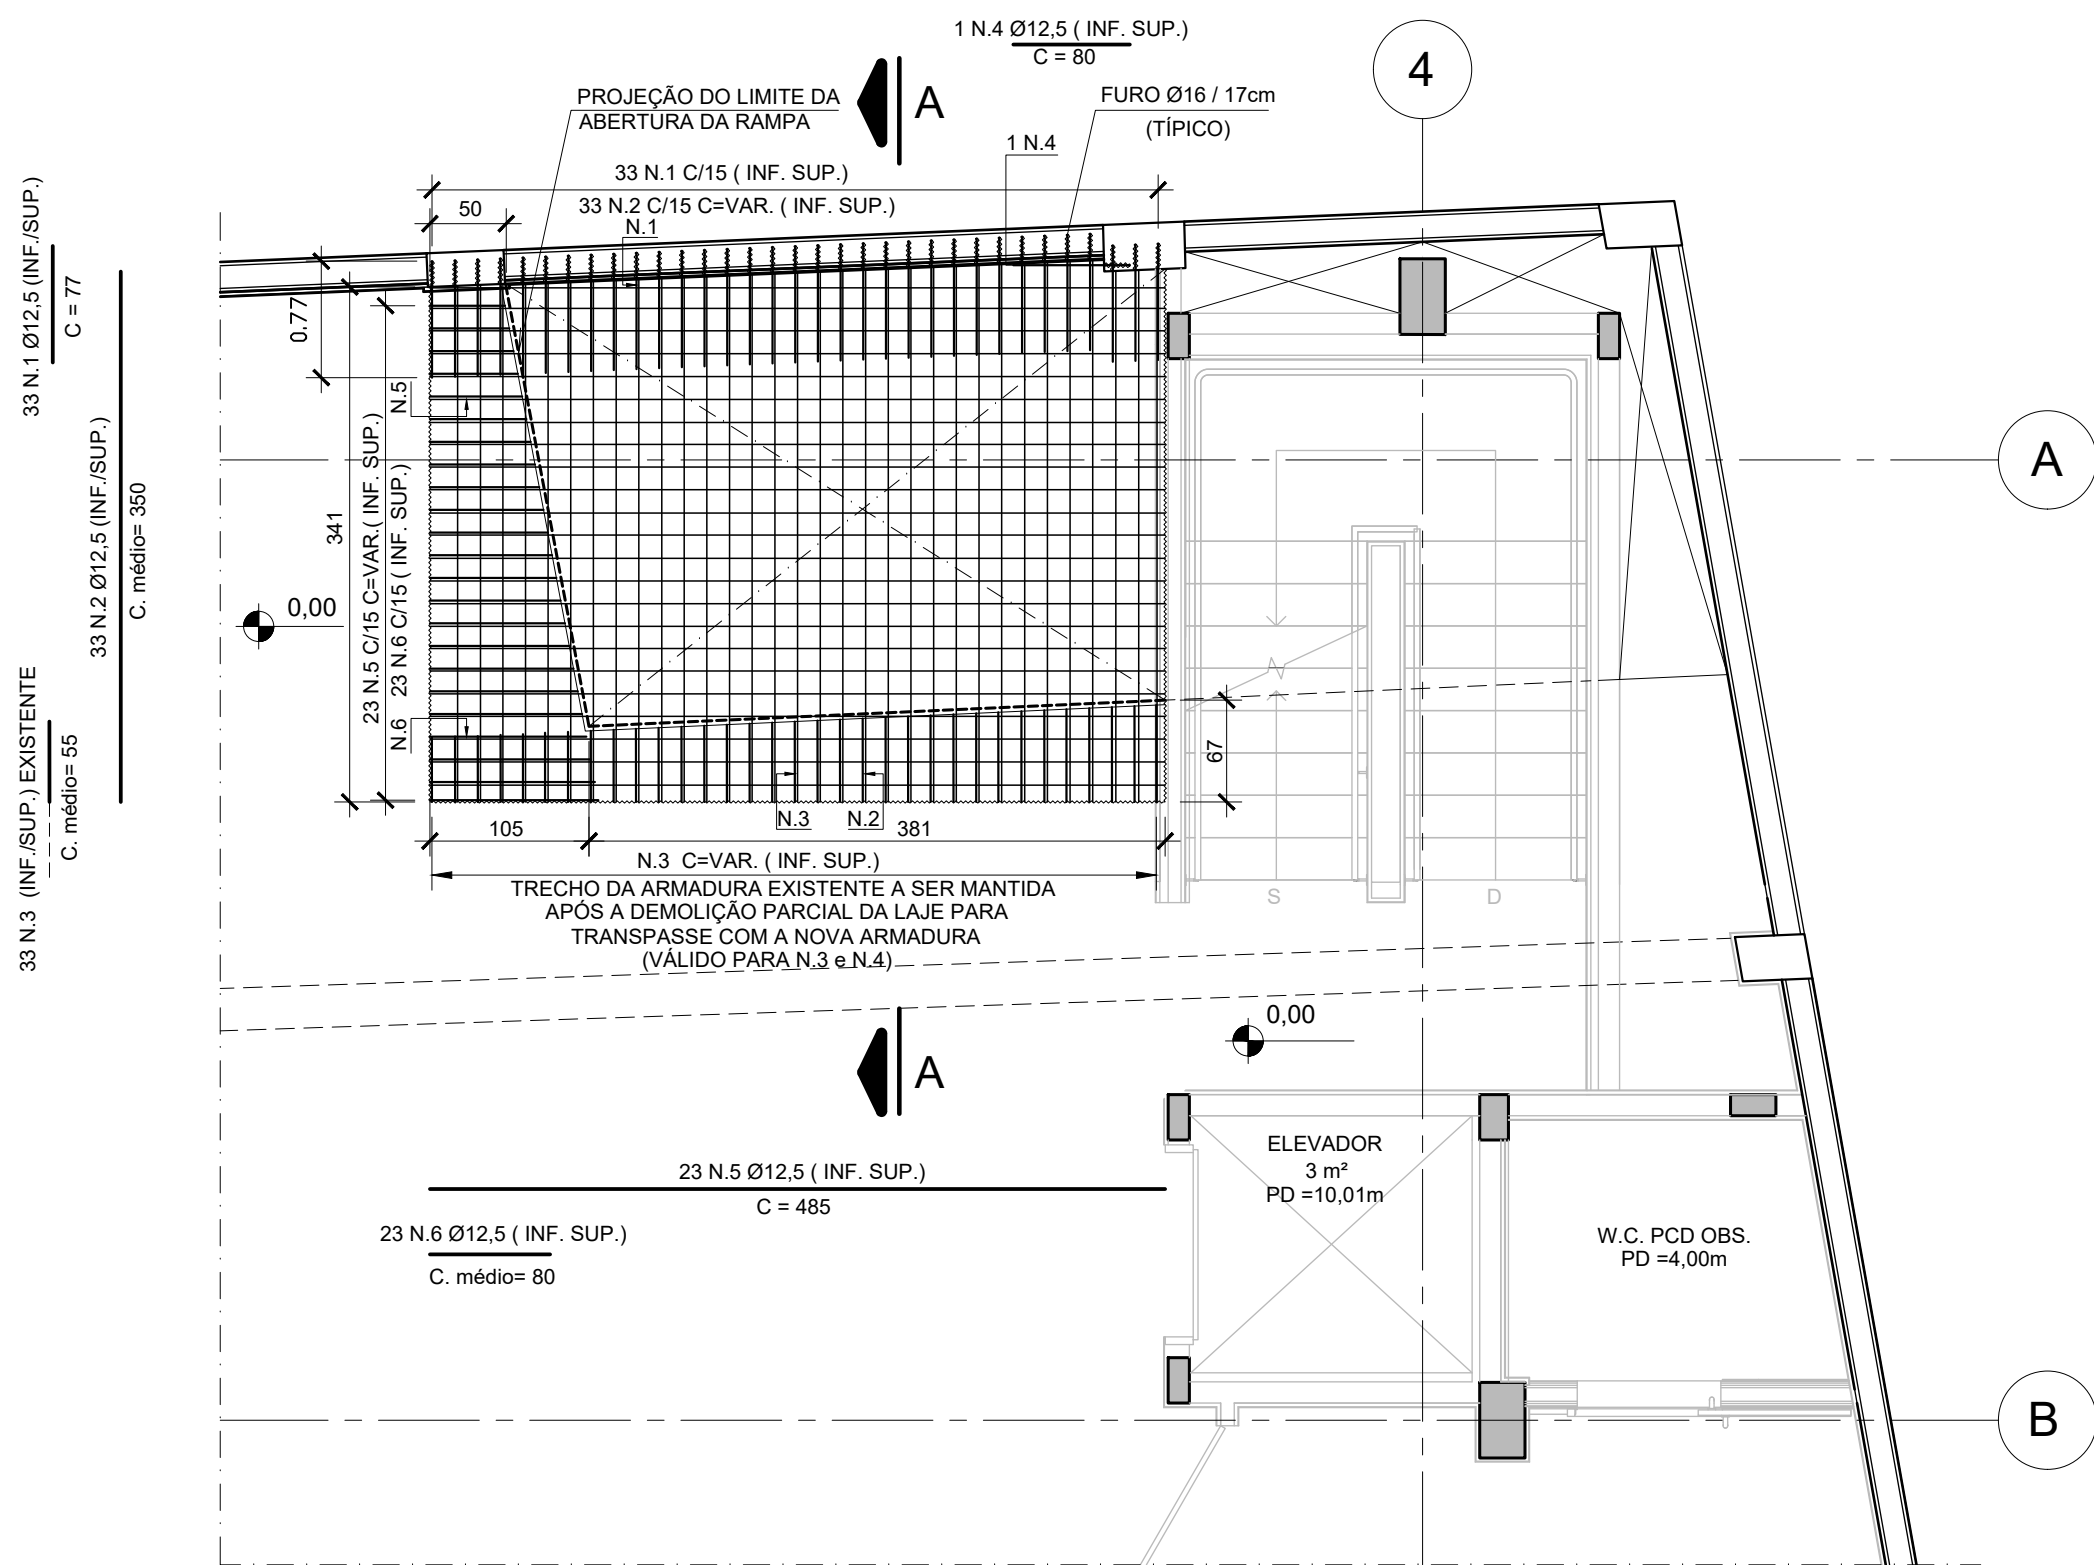 1 N.4 Ø12,5 ( INF. SUP.)
C = 80
4
PROJEÇÃO DO LIMITE DA
ABERTURA DA RAMPA
A
FURO Ø16 / 17cm
(TÍPICO)
1 N.4
33 N.1 C/15 ( INF. SUP.)
33 N.2 C/15 C=VAR. ( INF. SUP.)
50
N.1
33 N.1 Ø12,5 (INF./SUP.)
C = 77
0.77
33 N.2 Ø12,5 (INF./SUP.)
C. médio= 350
341
23 N.5 C/15 C=VAR.( INF. SUP.)
23 N.6 C/15 ( INF. SUP.)
N.5
N.6
A
0,00
33 N.3 (INF./SUP.) EXISTENTE
C. médio= 55
67
N.3
N.2
105
381
N.3 C=VAR. ( INF. SUP.)
TRECHO DA ARMADURA EXISTENTE A SER MANTIDA
APÓS A DEMOLIÇÃO PARCIAL DA LAJE PARA
TRANSPASSE COM A NOVA ARMADURA
(VÁLIDO PARA N.3 e N.4)
S
D
N
0,00
A
ELEVADOR
3 m²
PD =10,01m
23 N.5 Ø12,5 ( INF. SUP.)
C = 485
23 N.6 Ø12,5 ( INF. SUP.)
C. médio= 80
W.C. PCD OBS.
PD =4,00m
B